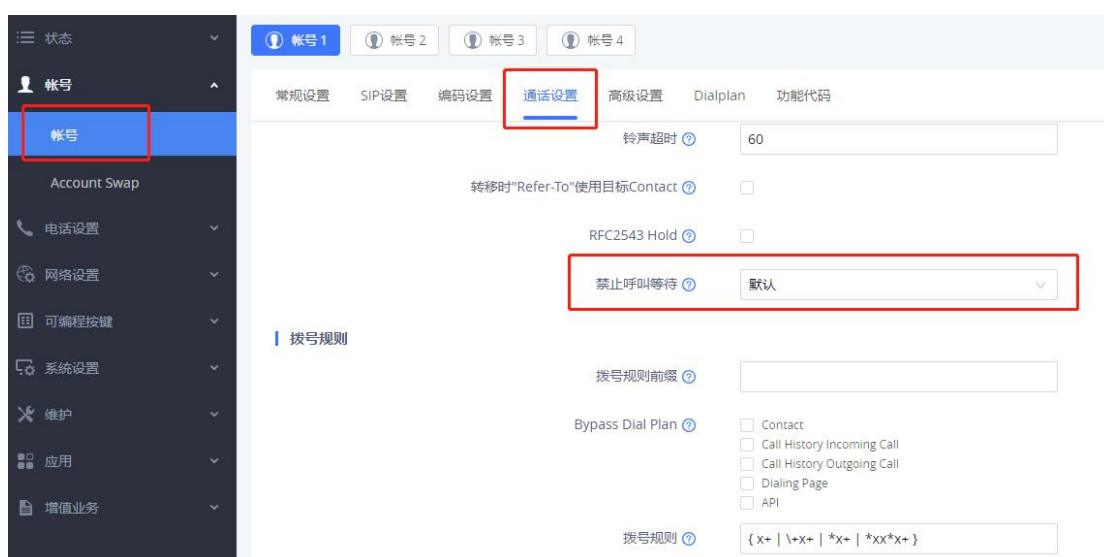 状态
帐号
帐号
Account Swap
电话设置
网络设置
可编程按键
系统设置
维护
应用
增值业务
帐号 1 帐号 2 帐号 3 帐号 4
常规设置 SIP设置 编码设置 通话设置 高级设置 Dialplan 功能代码
铃声超时 60
转移时"Refer-To"使用目标Contact
RFC2543 Hold
禁止呼叫等待 默认
拨号规则
拨号规则前缀
Bypass Dial Plan Contact
Call History Incoming Call
Call History Outgoing Call
Dialing Page
API
拨号规则 { x+ | \+x+ | *x+ | *xx*x+ }